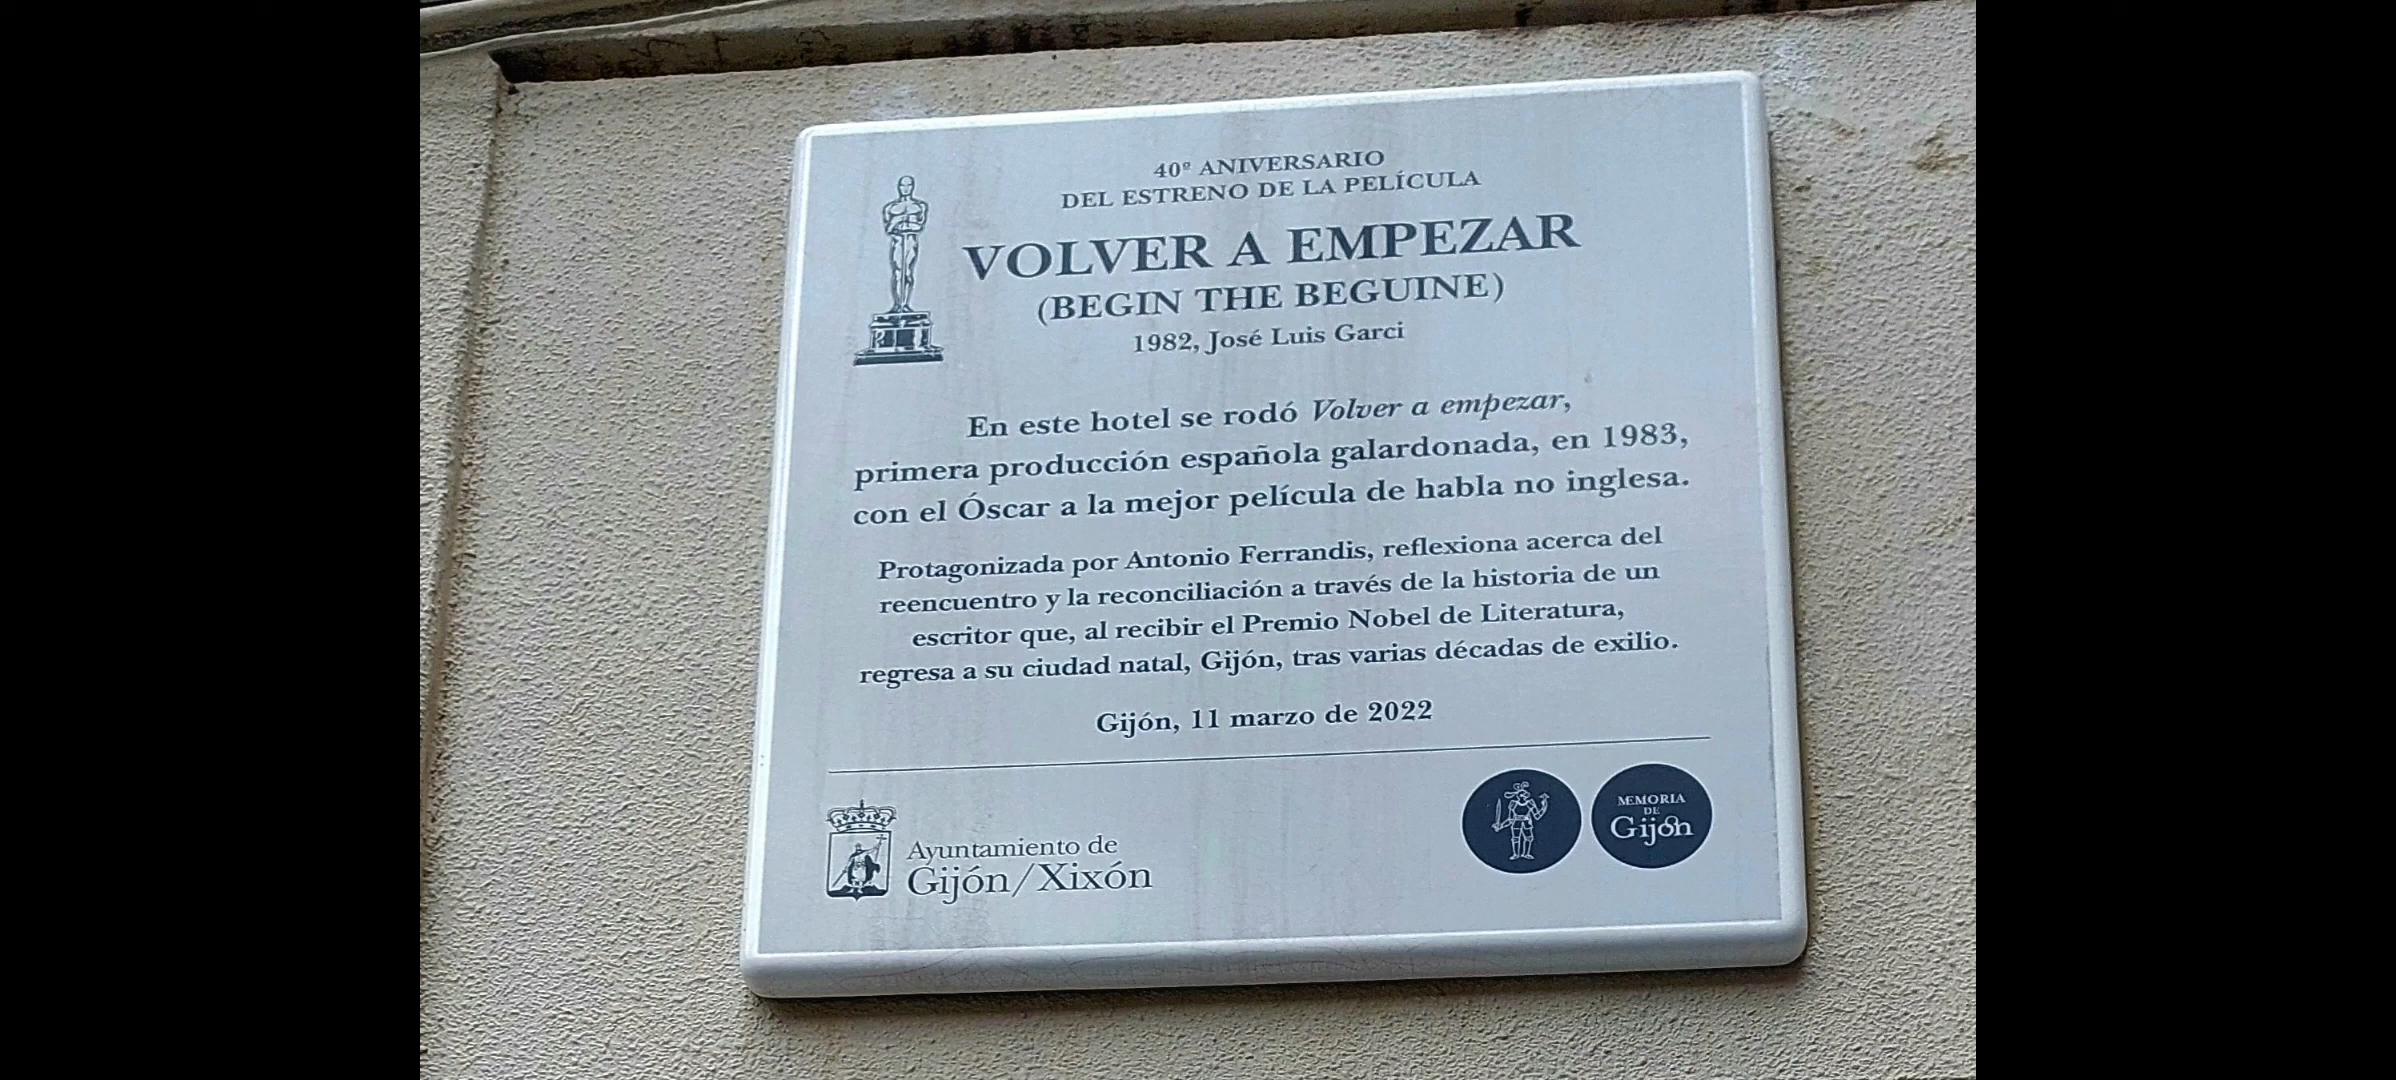 40º ANIVERSARIO
DEL ESTRENO DE LA PELÍCULA
VOLVER A EMPEZAR
(BEGIN THE BEGUINE)
1982, José Luis Garci
En este hotel se rodó Volver a empezar,
primera producción española galardonada, en 1983,
con el Óscar a la mejor película de habla no inglesa.
Protagonizada por Antonio Ferrandis, reflexiona acerca del
reencuentro y la reconciliación a través de la historia de un
escritor que, al recibir el Premio Nobel de Literatura,
regresa a su ciudad natal, Gijón, tras varias décadas de exilio.
Gijón, 11 marzo de 2022
Ayuntamiento de
Gijón/Xixón
MEMORIA
DE
Gijón